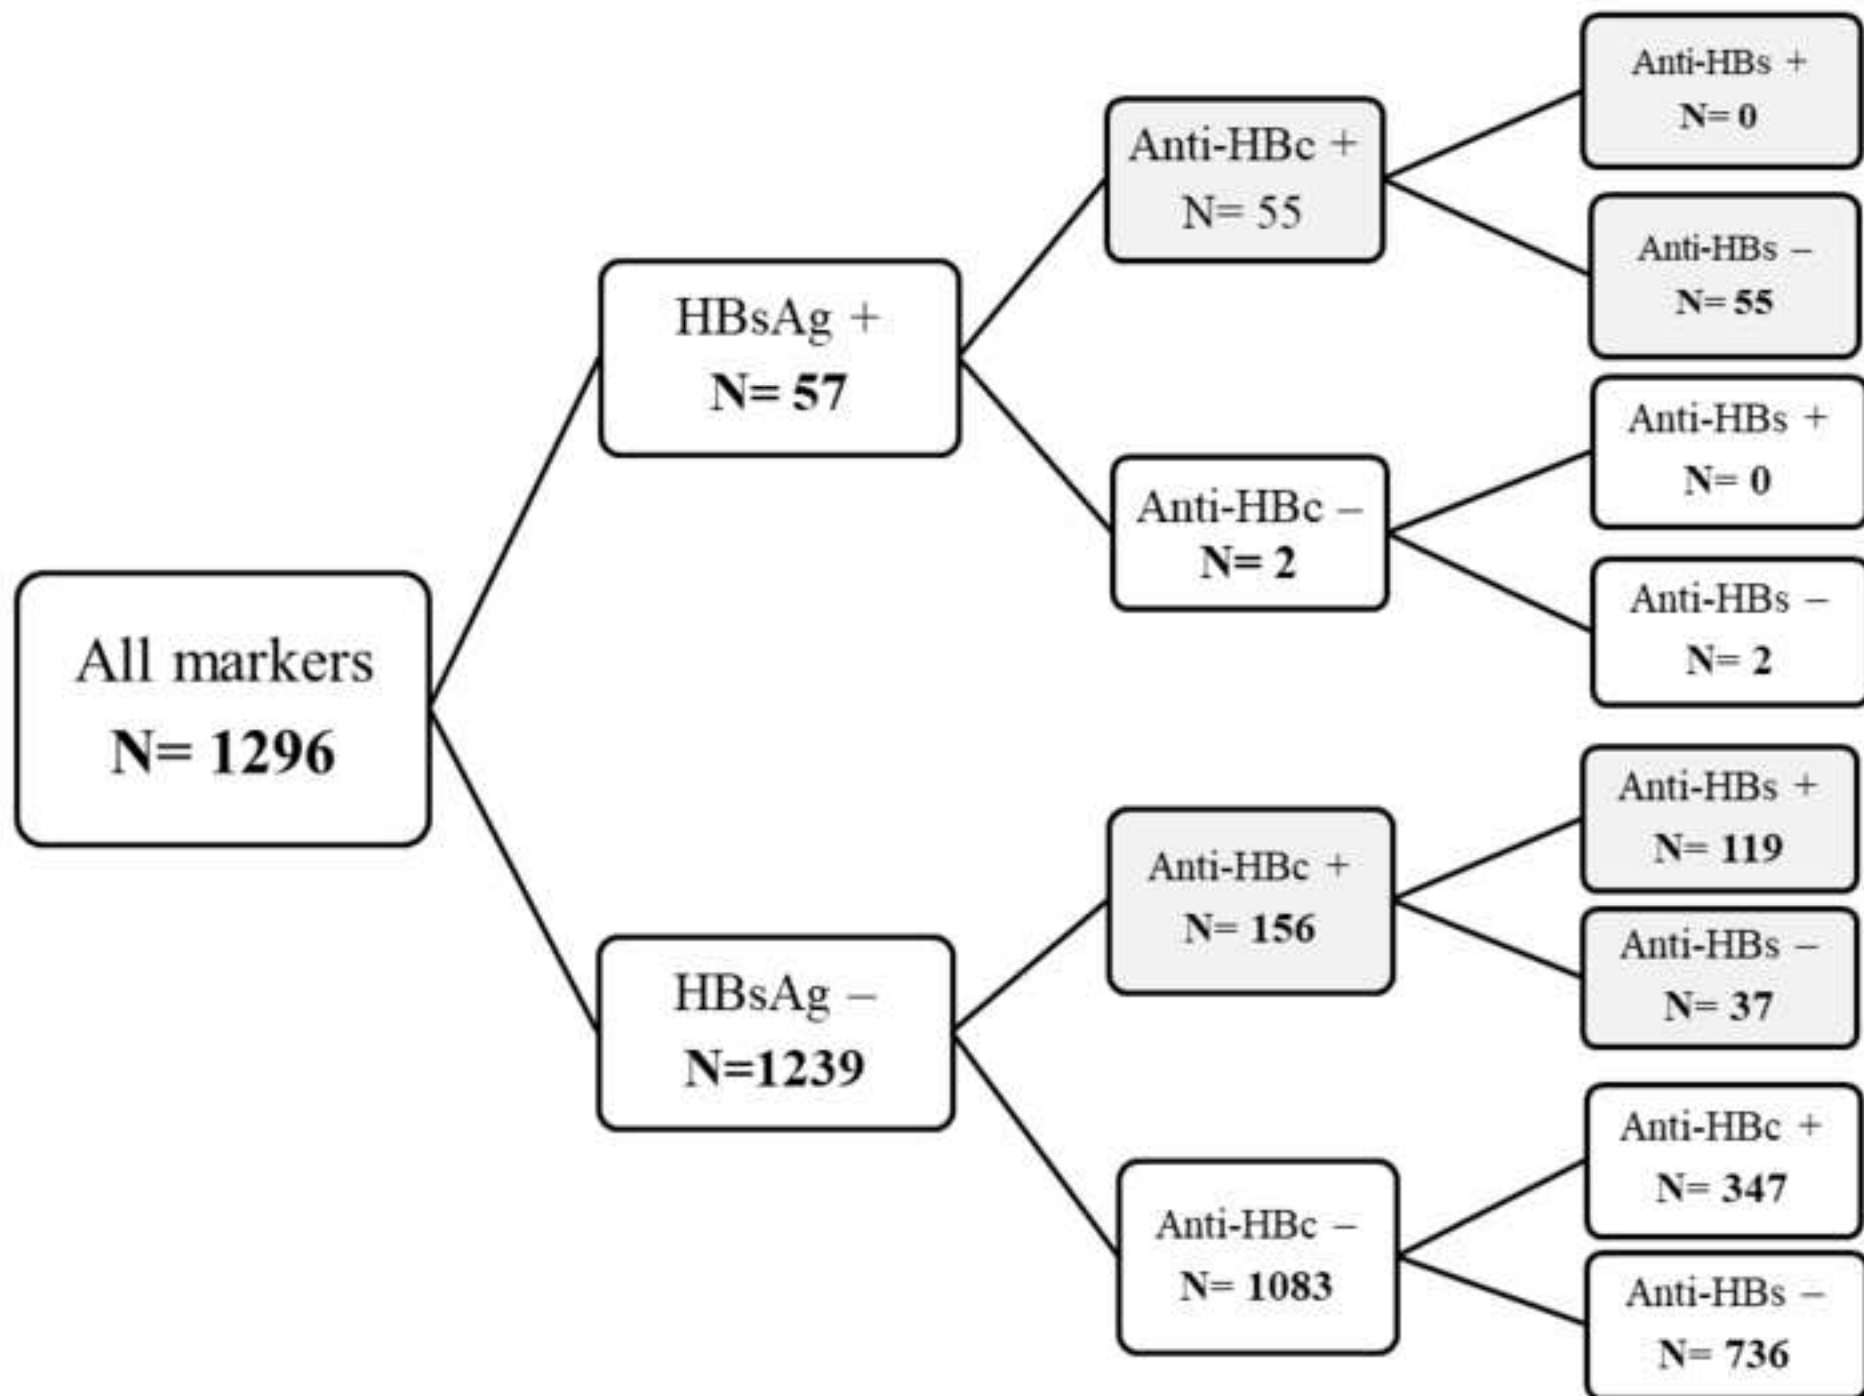 All markers
N= 1296
HBsAg +
N= 57
HBsAg –
N=1239
Anti-HBc +
N= 55
Anti-HBc –
N= 2
Anti-HBc +
N= 156
Anti-HBc –
N= 1083
Anti-HBs +
N= 0
Anti-HBs –
N= 55
Anti-HBs +
N= 0
Anti-HBs –
N= 2
Anti-HBs +
N= 119
Anti-HBs –
N= 37
Anti-HBc +
N= 347
Anti-HBs –
N= 736